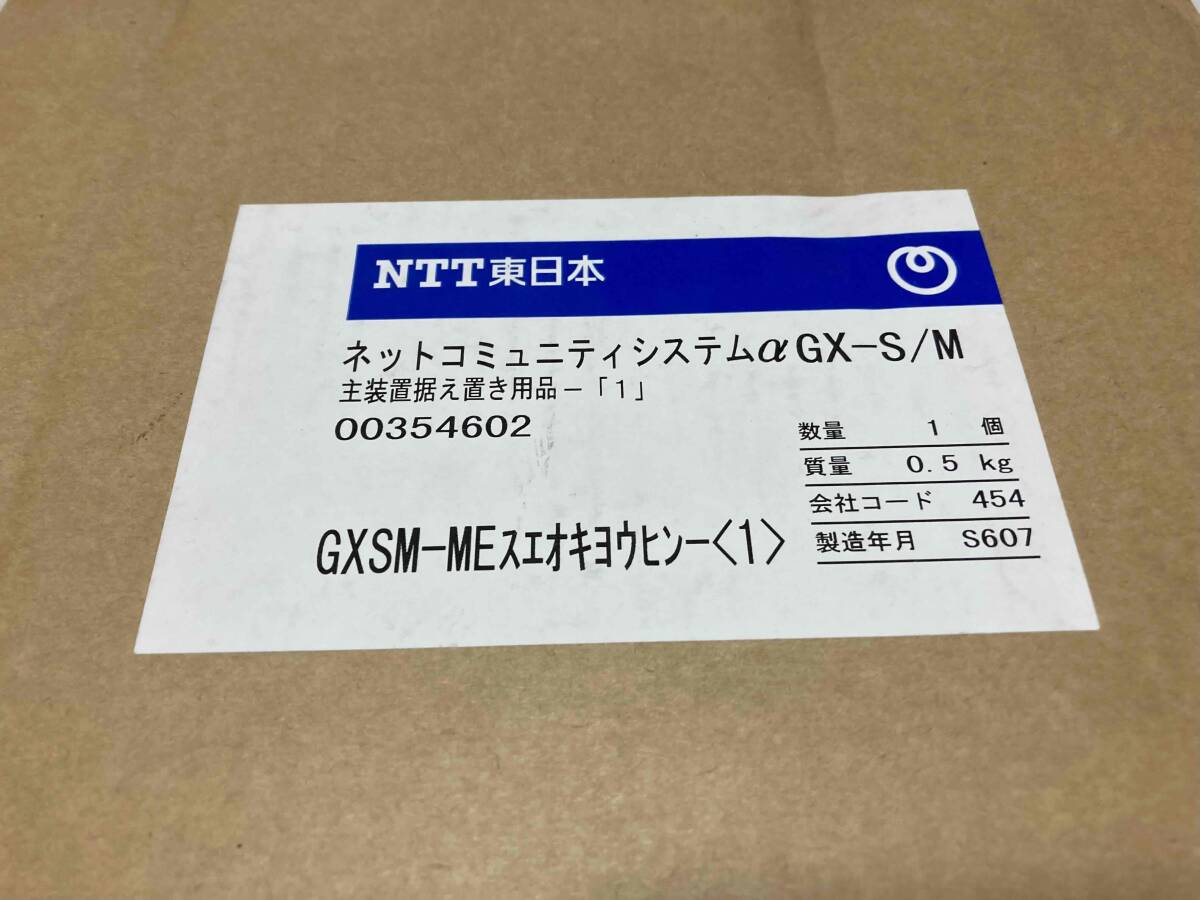 NTT東日本
ネットコミュニティシステムαGX-S/M
主装置据え置き用品-「1」
00354602
数量 1 個
質量 0.5 kg
会社コード 454
製造年月 S607
GXSM-MEスエオキヨウヒンー<1>